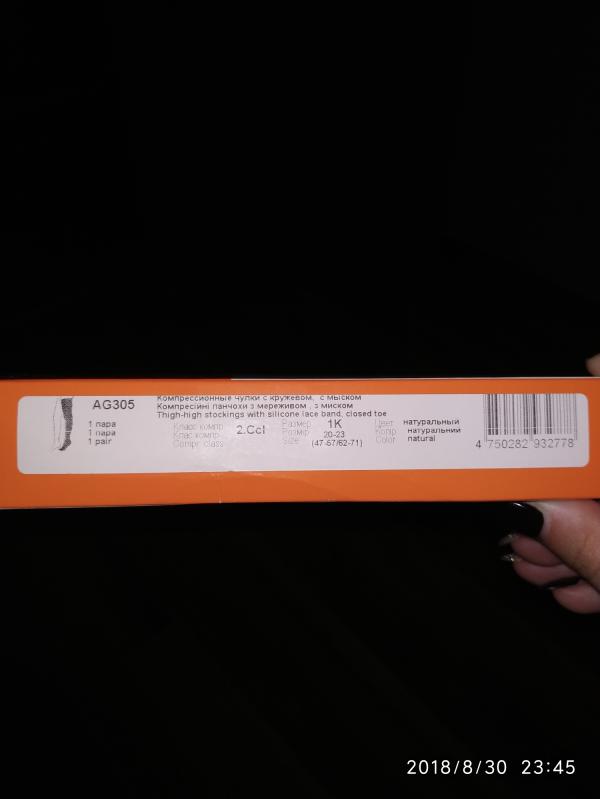 AG305
1 пара
1 пара
1 pair
Компрессионные чулки с кружевом, с мыском
Компресійні панчохи з мереживом , з миском
Thigh-high stockings with silicone lace band, closed toe
Класс компр.
Клас компр.
Compr. class
2.Ccl
Размер
Розмір
Size
1K
20-23
(47-57/62-71)
Цвет
Колір
Color
натуральный
натуральний
natural
4 750282 932778
2018/8/30 23:45